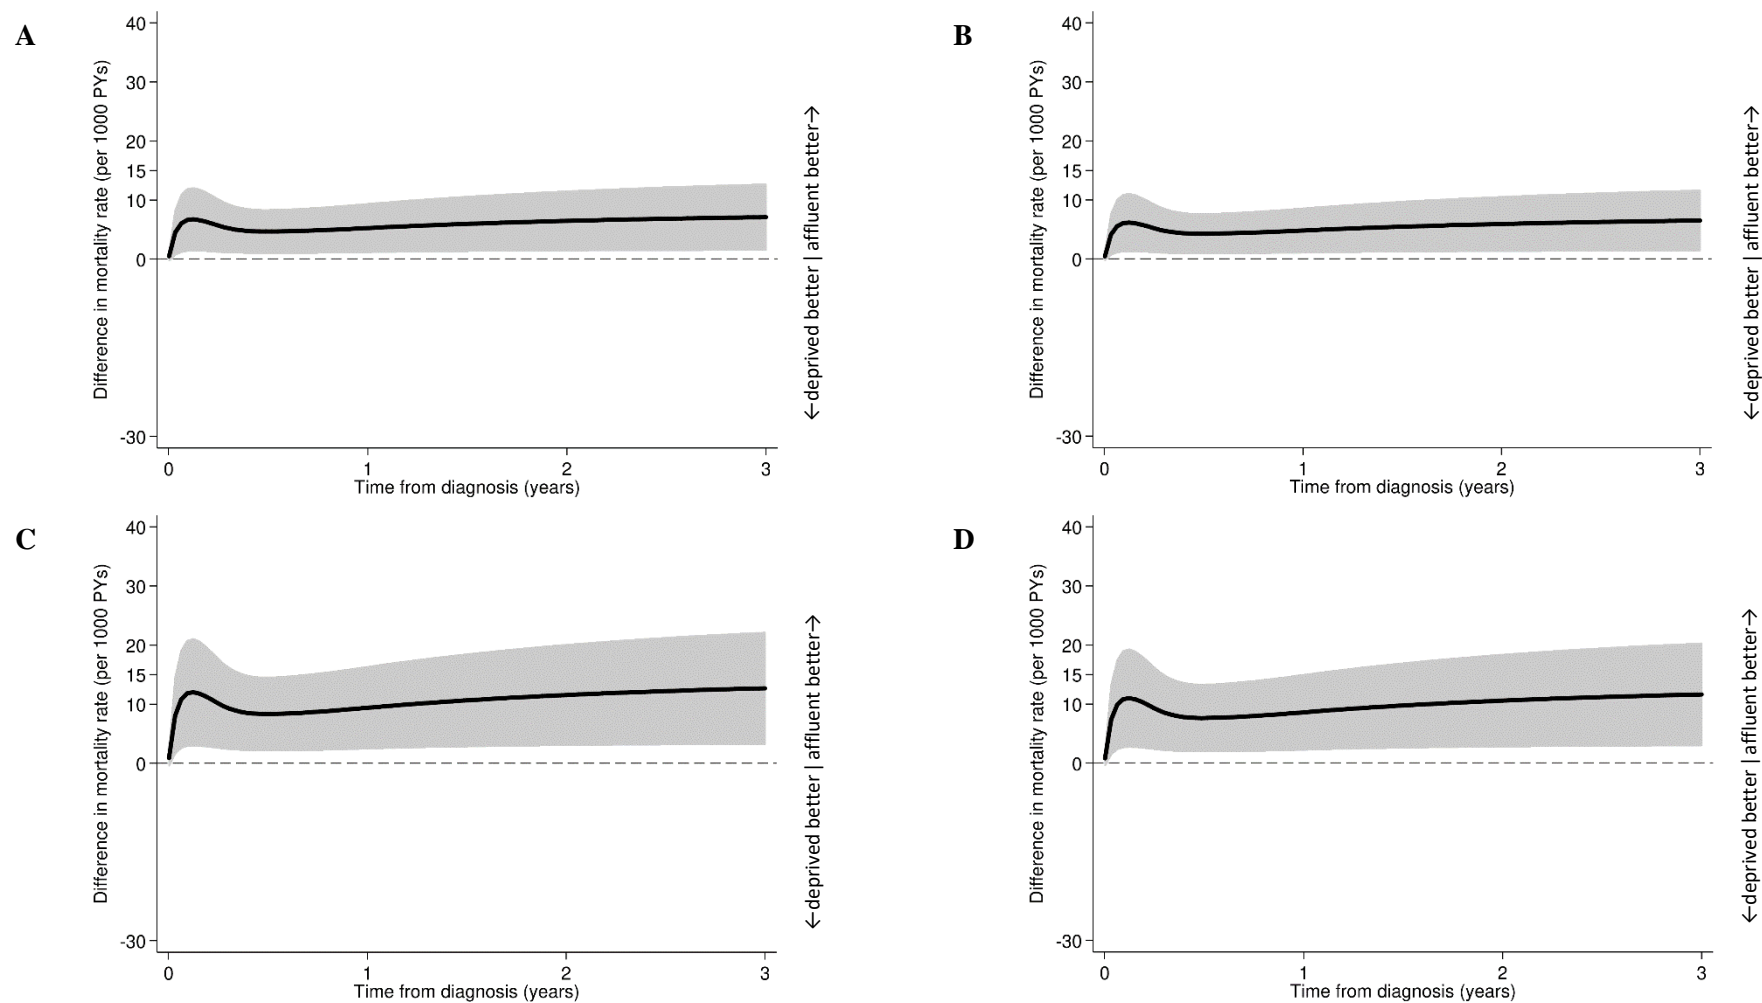 A
Difference in mortality rate (per 1000 PYs)
40
30
20
15
10
0
-30
0 1 2 3
Time from diagnosis (years)
←deprived better | affluent better→
B
Difference in mortality rate (per 1000 PYs)
40
30
20
15
10
0
-30
0 1 2 3
Time from diagnosis (years)
←deprived better | affluent better→
C
Difference in mortality rate (per 1000 PYs)
40
30
20
15
10
0
-30
0 1 2 3
Time from diagnosis (years)
←deprived better | affluent better→
D
Difference in mortality rate (per 1000 PYs)
40
30
20
15
10
0
-30
0 1 2 3
Time from diagnosis (years)
←deprived better | affluent better→